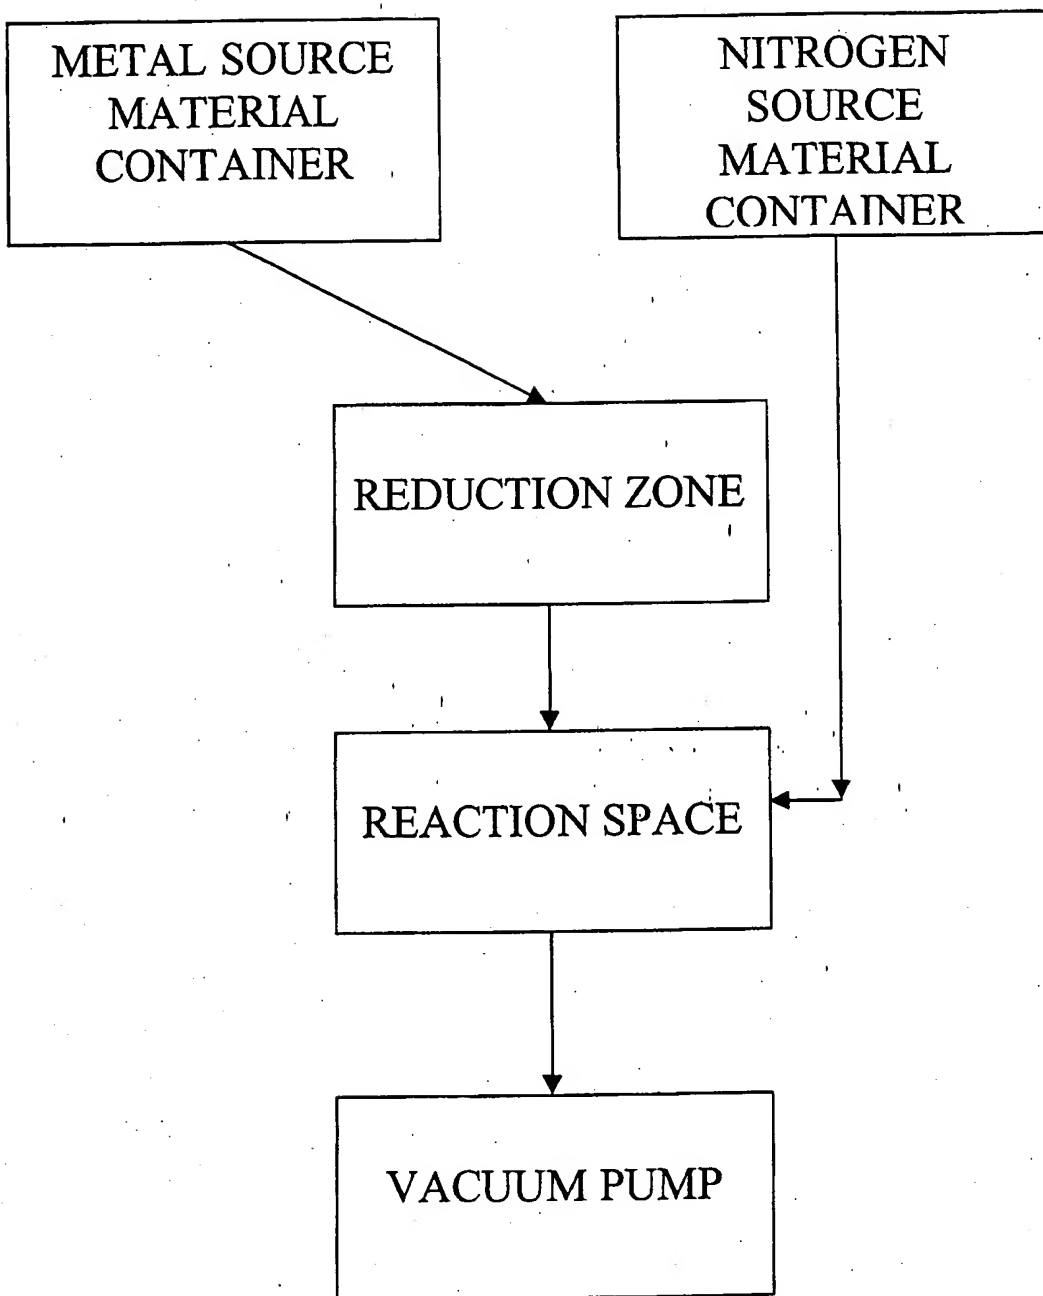 METAL SOURCE
MATERIAL
CONTAINER
NITROGEN
SOURCE
MATERIAL
CONTAINER
REDUCTION ZONE
REACTION SPACE
VACUUM PUMP